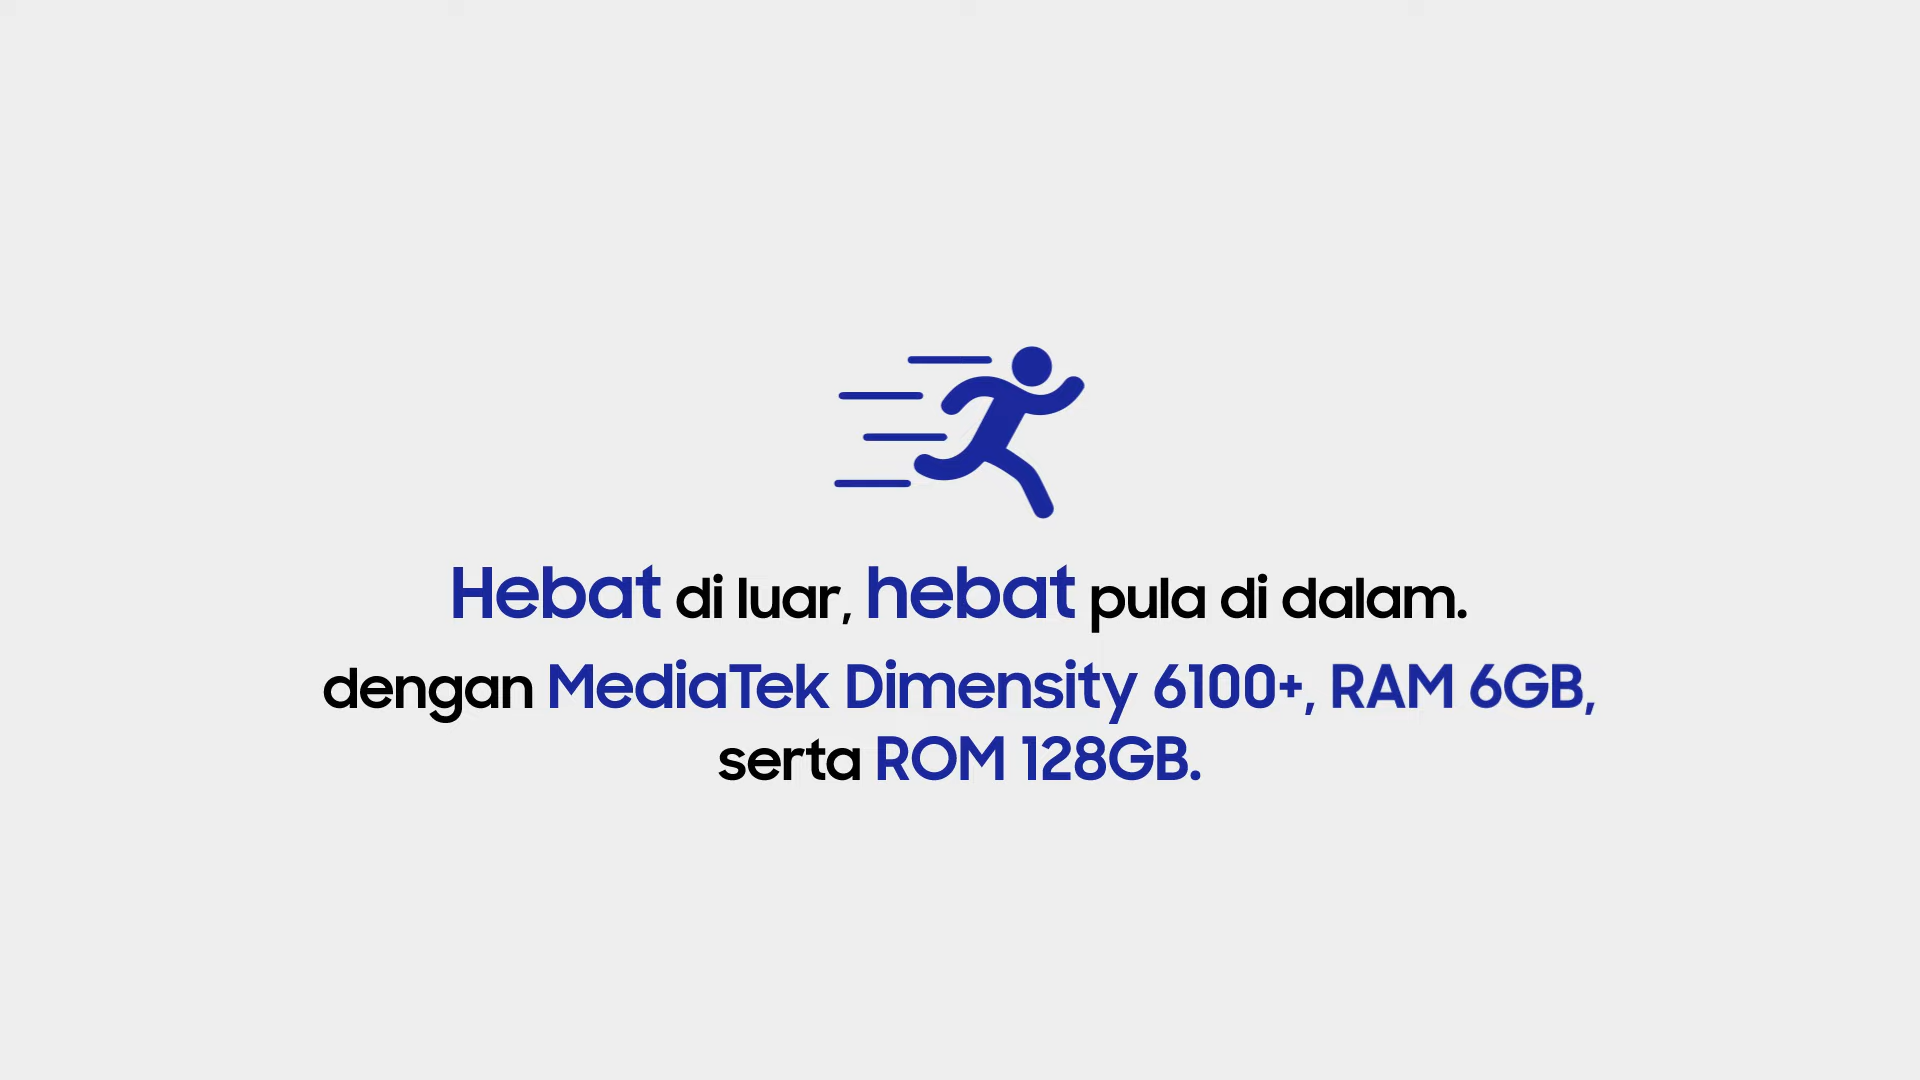 Hebat di luar, hebat pula di dalam.
dengan MediaTek Dimensity 6100+, RAM 6GB,
serta ROM 128GB.